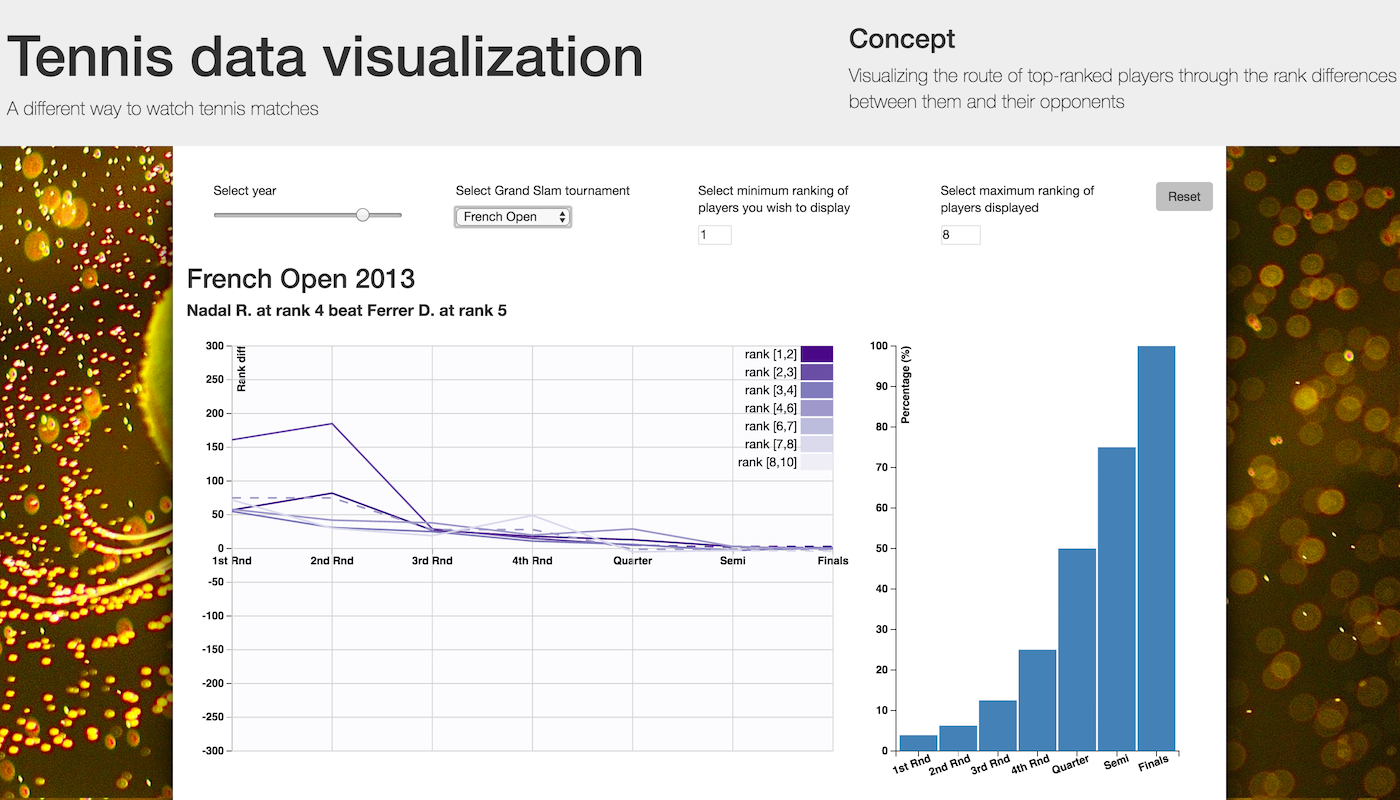 Tennis data visualization
A different way to watch tennis matches
Concept
Visualizing the route of top-ranked players through the rank differences
between them and their opponents
Select year
Select Grand Slam tournament
French Open
Select minimum ranking of
players you wish to display
1
Select maximum ranking of
players displayed
8
Reset
French Open 2013
Nadal R. at rank 4 beat Ferrer D. at rank 5
300
250
200
150
100
50
0
-50
-100
-150
-200
-250
-300
Rank diff
1st Rnd
2nd Rnd
3rd Rnd
4th Rnd
Quarter
Semi
Finals
rank [1,2]
rank [2,3]
rank [3,4]
rank [4,6]
rank [6,7]
rank [7,8]
rank [8,10]
100
90
80
70
60
50
40
30
20
10
0
Percentage (%)
1st Rnd
2nd Rnd
3rd Rnd
4th Rnd
Quarter
Semi
Finals